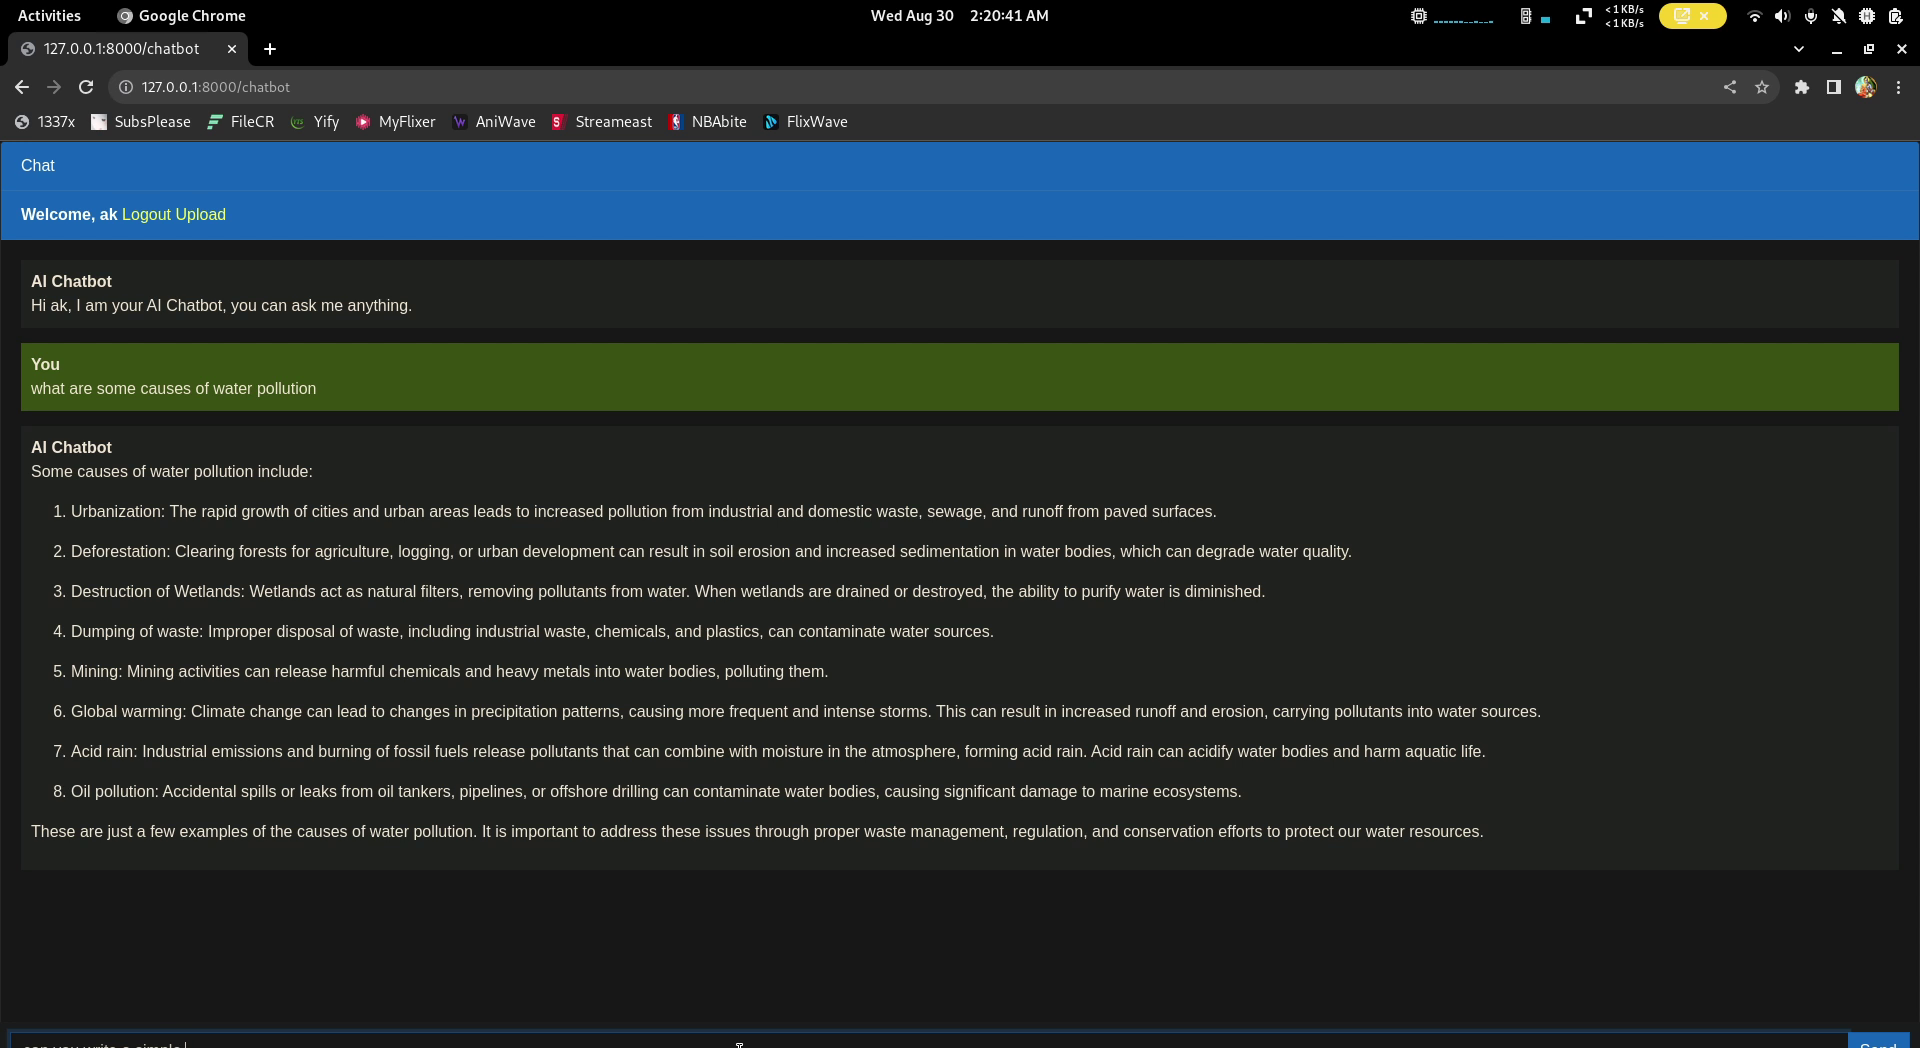 Activities Google Chrome Wed Aug 30 2:20:41 AM <1 KB/s
<1 KB/s
127.0.0.1:8000/chatbot
127.0.0.1:8000/chatbot
1337x SubsPlease FileCR Yify MyFlixer AniWave Streameast NBAbite FlixWave
Chat
Welcome, ak Logout Upload
AI Chatbot
Hi ak, I am your AI Chatbot, you can ask me anything.
You
what are some causes of water pollution
AI Chatbot
Some causes of water pollution include:
1. Urbanization: The rapid growth of cities and urban areas leads to increased pollution from industrial and domestic waste, sewage, and runoff from paved surfaces.
2. Deforestation: Clearing forests for agriculture, logging, or urban development can result in soil erosion and increased sedimentation in water bodies, which can degrade water quality.
3. Destruction of Wetlands: Wetlands act as natural filters, removing pollutants from water. When wetlands are drained or destroyed, the ability to purify water is diminished.
4. Dumping of waste: Improper disposal of waste, including industrial waste, chemicals, and plastics, can contaminate water sources.
5. Mining: Mining activities can release harmful chemicals and heavy metals into water bodies, polluting them.
6. Global warming: Climate change can lead to changes in precipitation patterns, causing more frequent and intense storms. This can result in increased runoff and erosion, carrying pollutants into water sources.
7. Acid rain: Industrial emissions and burning of fossil fuels release pollutants that can combine with moisture in the atmosphere, forming acid rain. Acid rain can acidify water bodies and harm aquatic life.
8. Oil pollution: Accidental spills or leaks from oil tankers, pipelines, or offshore drilling can contaminate water bodies, causing significant damage to marine ecosystems.
These are just a few examples of the causes of water pollution. It is important to address these issues through proper waste management, regulation, and conservation efforts to protect our water resources.
can you write a simple Send